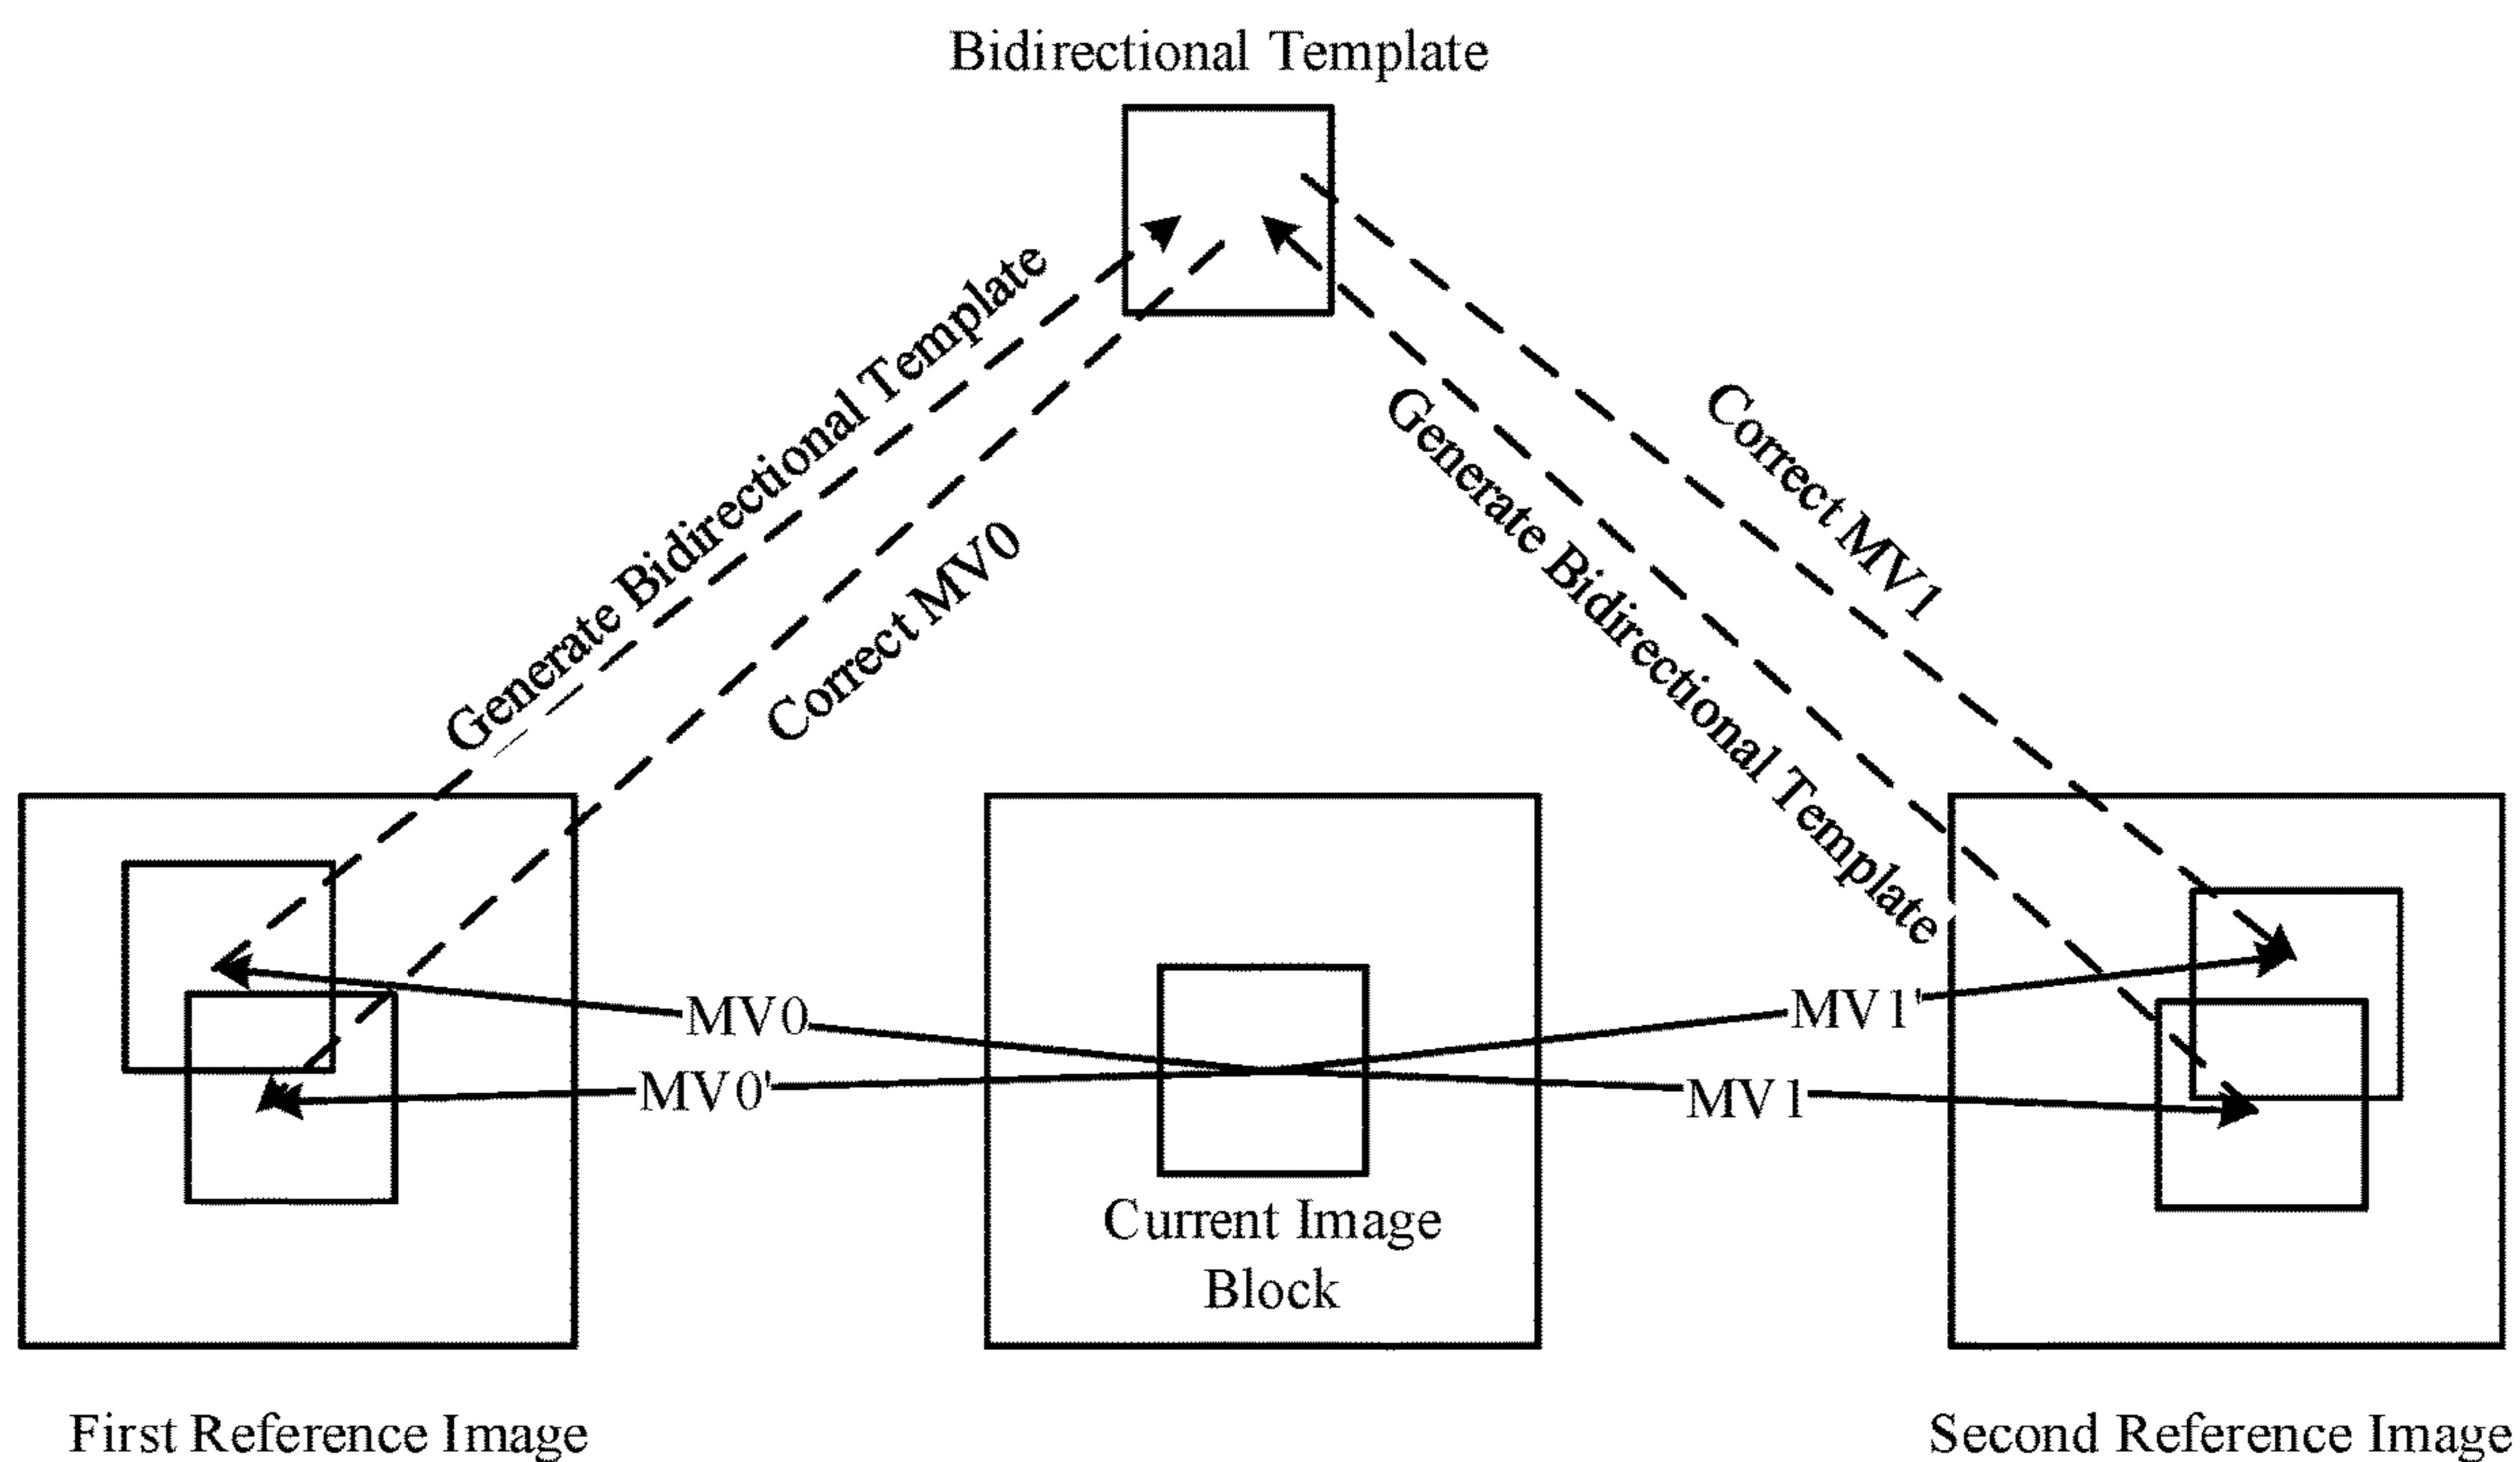 Bidirectional Template
Generate Bidirectional Template
Correct MV0
Generate Bidirectional Template
Correct MV1
MV0
MV0'
MV1'
MV1
Current Image
Block
First Reference Image
Second Reference Image